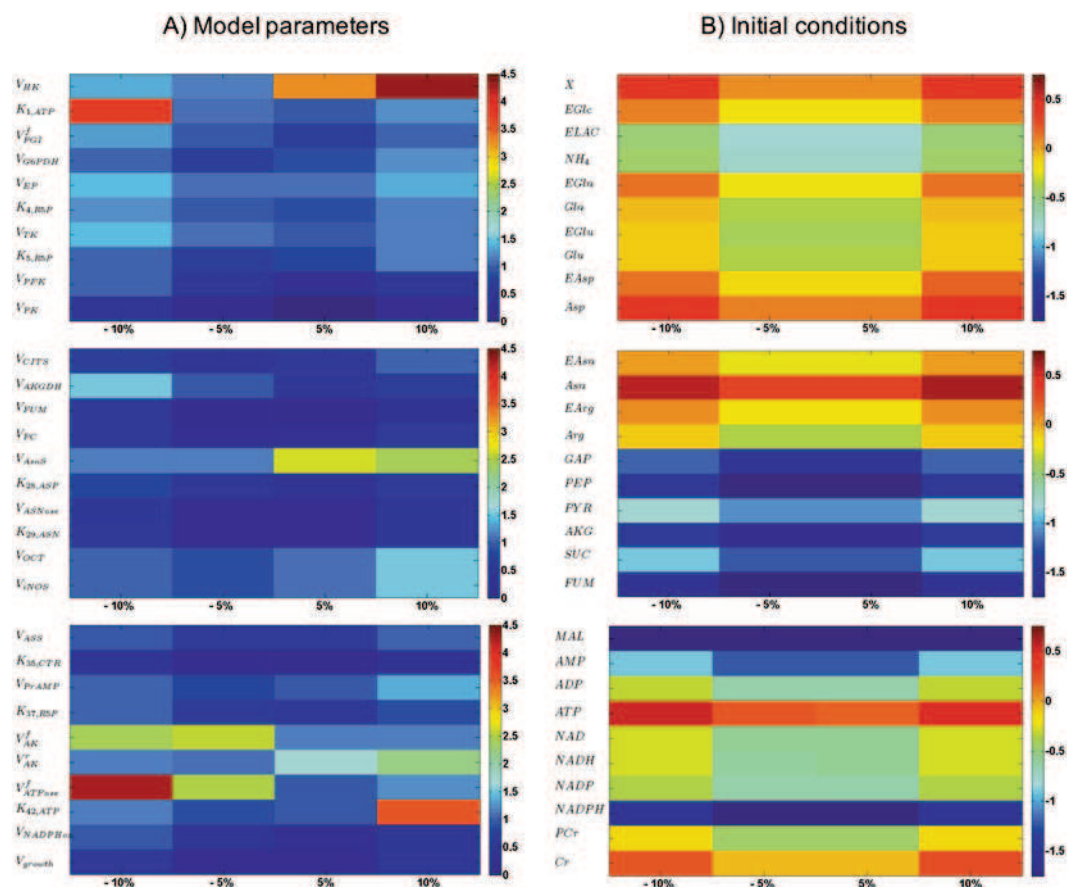 A) Model parameters
B) Initial conditions
V_HK
K_1,ATP
V^f_PGI
V_G6PDH
V_EP
K_4,R5P
V_TK
K_5,R5P
V_PFK
V_PK
- 10% - 5% 5% 10%
4.5
4
3.5
3
2.5
2
1.5
1
0.5
0
X
EGlc
ELAC
NH_4
EGln
Gln
EGlu
Glu
EAsp
Asp
- 10% - 5% 5% 10%
0.5
0
-0.5
-1
-1.5
V_CITS
V_AKGDH
V_FUM
V_PC
V_AsnS
K_28,ASP
V_ASNase
K_29,ASN
V_OCT
V_iNOS
- 10% - 5% 5% 10%
4.5
4
3.5
3
2.5
2
1.5
1
0.5
0
EAsn
Asn
EArg
Arg
GAP
PEP
PYR
AKG
SUC
FUM
- 10% - 5% 5% 10%
0.5
0
-0.5
-1
-1.5
V_ASS
K_35,CTR
V_PrAMP
K_37,R5P
V^f_AK
V^r_AK
V^f_ATPase
K_42,ATP
V_NADPHox
V_growth
- 10% - 5% 5% 10%
4.5
4
3.5
3
2.5
2
1.5
1
0.5
0
MAL
AMP
ADP
ATP
NAD
NADH
NADP
NADPH
PCr
Cr
- 10% - 5% 5% 10%
0.5
0
-0.5
-1
-1.5